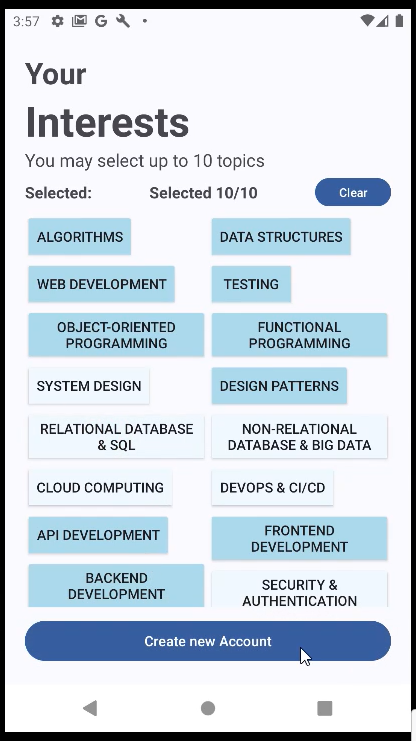 3:57
Your
Interests
You may select up to 10 topics
Selected: Selected 10/10 Clear
ALGORITHMS
DATA STRUCTURES
WEB DEVELOPMENT
TESTING
OBJECT-ORIENTED
PROGRAMMING
FUNCTIONAL
PROGRAMMING
SYSTEM DESIGN
DESIGN PATTERNS
RELATIONAL DATABASE
& SQL
NON-RELATIONAL
DATABASE & BIG DATA
CLOUD COMPUTING
DEVOPS & CI/CD
API DEVELOPMENT
FRONTEND
DEVELOPMENT
BACKEND
DEVELOPMENT
SECURITY &
AUTHENTICATION
Create new Account